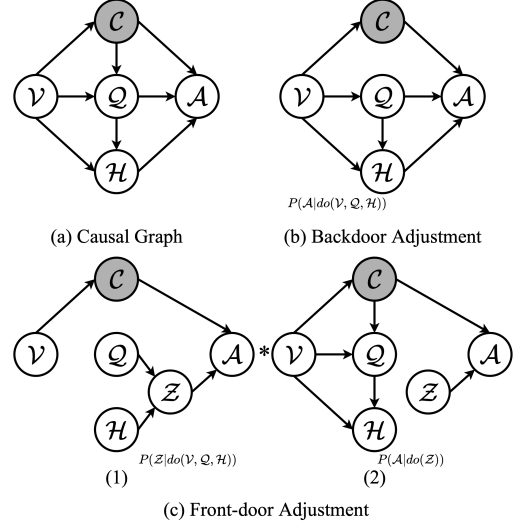 C C
V Q A V Q A
H H
P(A|do(V, Q, H))
(a) Causal Graph (b) Backdoor Adjustment
C C
V Q A * V Q A
Z Z
H H
P(Z|do(V, Q, H)) P(A|do(Z))
(1) (2)
(c) Front-door Adjustment